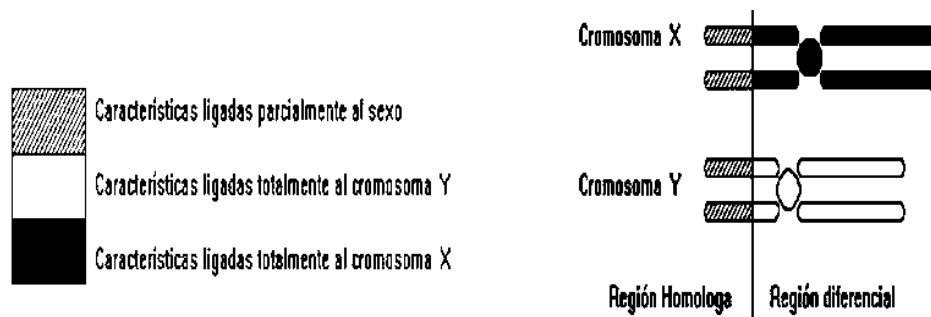 Características ligadas parcialmente al sexo
Características ligadas totalmente al cromosoma Y
Características ligadas totalmente al cromosoma X
Cromosoma X
Cromosoma Y
Región Homologa
Región diferencial